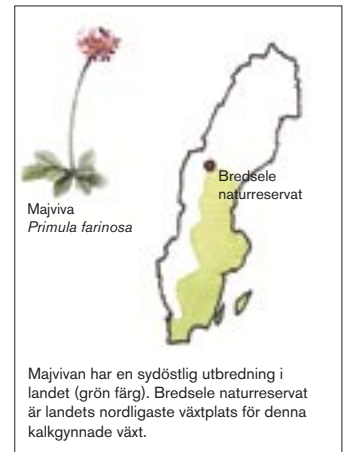 Bredsele
naturreservat
Majviva
Primula farinosa
Majvivan har en sydöstlig utbredning i
landet (grön färg). Bredsele naturreservat
är landets nordligaste växtplats för denna
kalkgynnade växt.